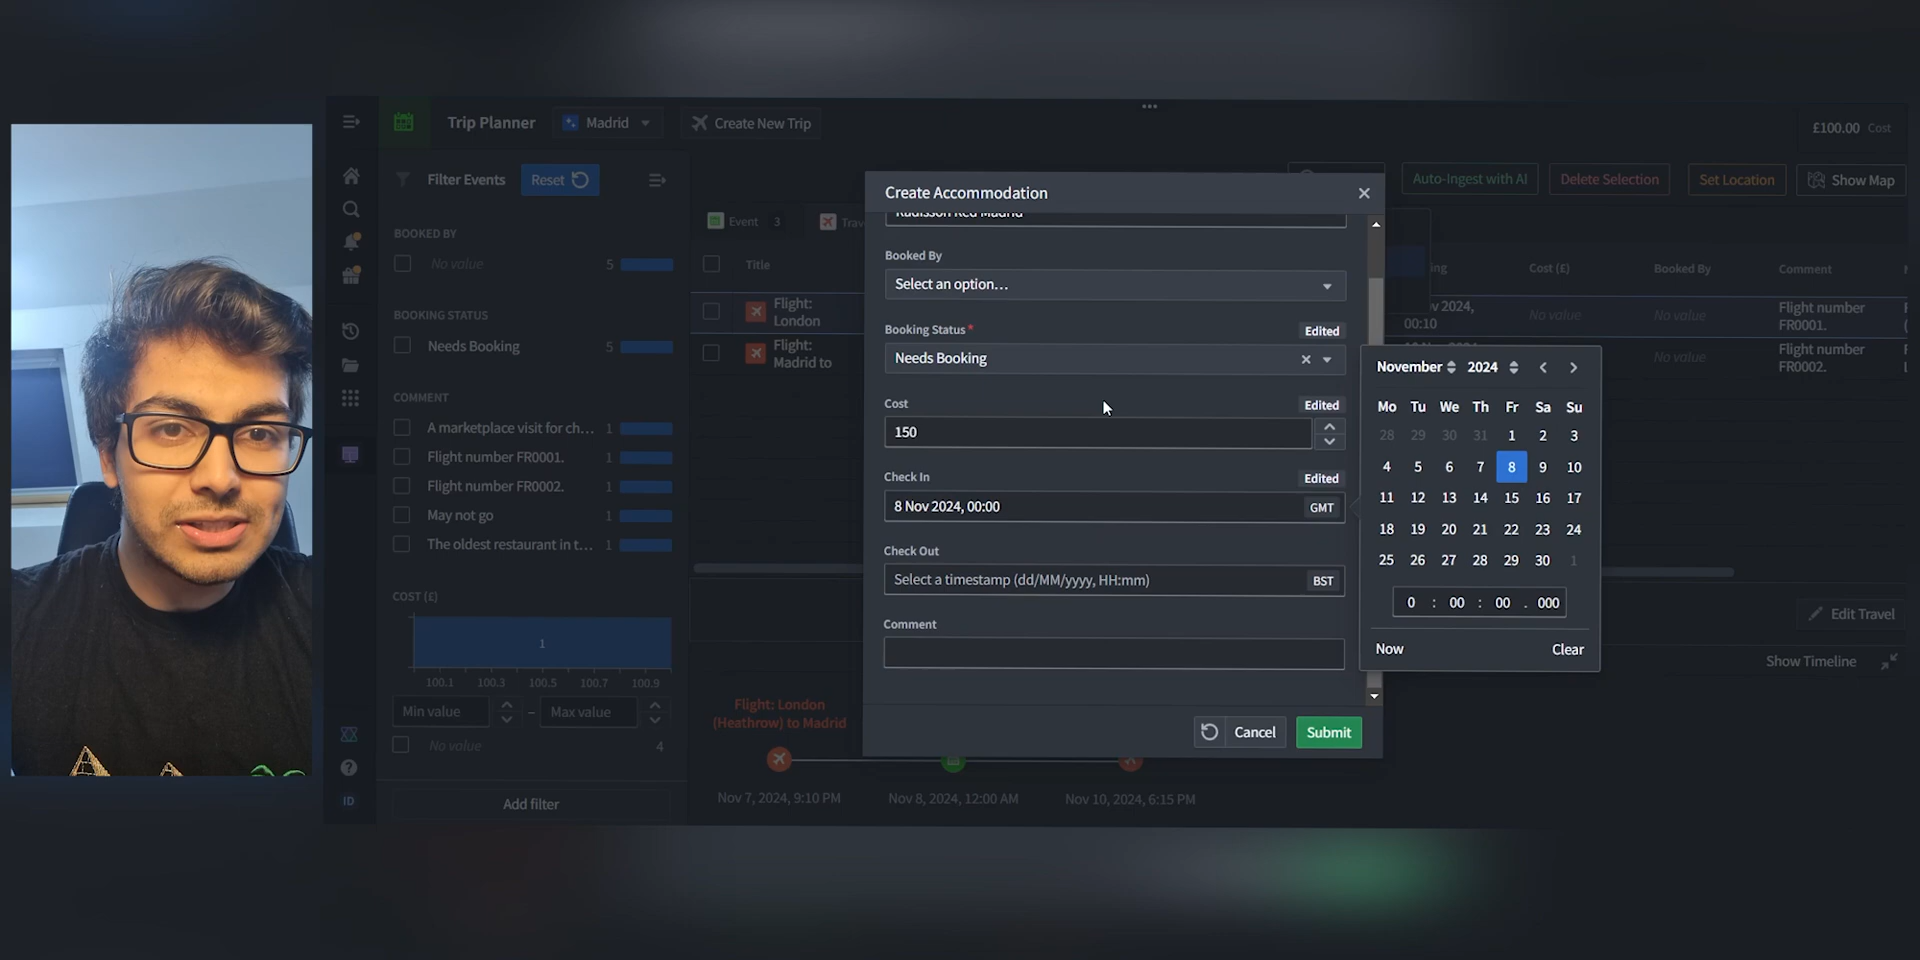 Trip Planner
Madrid
Create New Trip
£100.00 Cost
Filter Events
Reset
Auto-Ingest with AI
Delete Selection
Set Location
Show Map
BOOKED BY
No value
5
BOOKING STATUS
Needs Booking
5
COMMENT
A marketplace visit for ch...
1
Flight number FR0001.
1
Flight number FR0002.
1
May not go
1
The oldest restaurant in t...
1
COST (£)
1
100.1 100.3 100.5 100.7 100.9
Min value
–
Max value
No value
4
Add filter
ID
Event 3
Title
Flight:
London
Flight:
Madrid to
Create Accommodation
Radisson Red Madrid
Booked By
Select an option...
Booking Status *
Edited
Needs Booking
Cost
Edited
150
Check In
Edited
8 Nov 2024, 00:00
GMT
Check Out
Select a timestamp (dd/MM/yyyy, HH:mm)
BST
Comment
Cancel
Submit
Cost (£)
Booked By
Comment
00:10
No value
No value
Flight number
FR0001.
No value
Flight number
FR0002.
November 2024
Mo Tu We Th Fr Sa Su
28 29 30 31 1 2 3
4 5 6 7 8 9 10
11 12 13 14 15 16 17
18 19 20 21 22 23 24
25 26 27 28 29 30 1
0 : 00 : 00 . 000
Now
Clear
Edit Travel
Show Timeline
Flight: London
(Heathrow) to Madrid
Nov 7, 2024, 9:10 PM
Nov 8, 2024, 12:00 AM
Nov 10, 2024, 6:15 PM